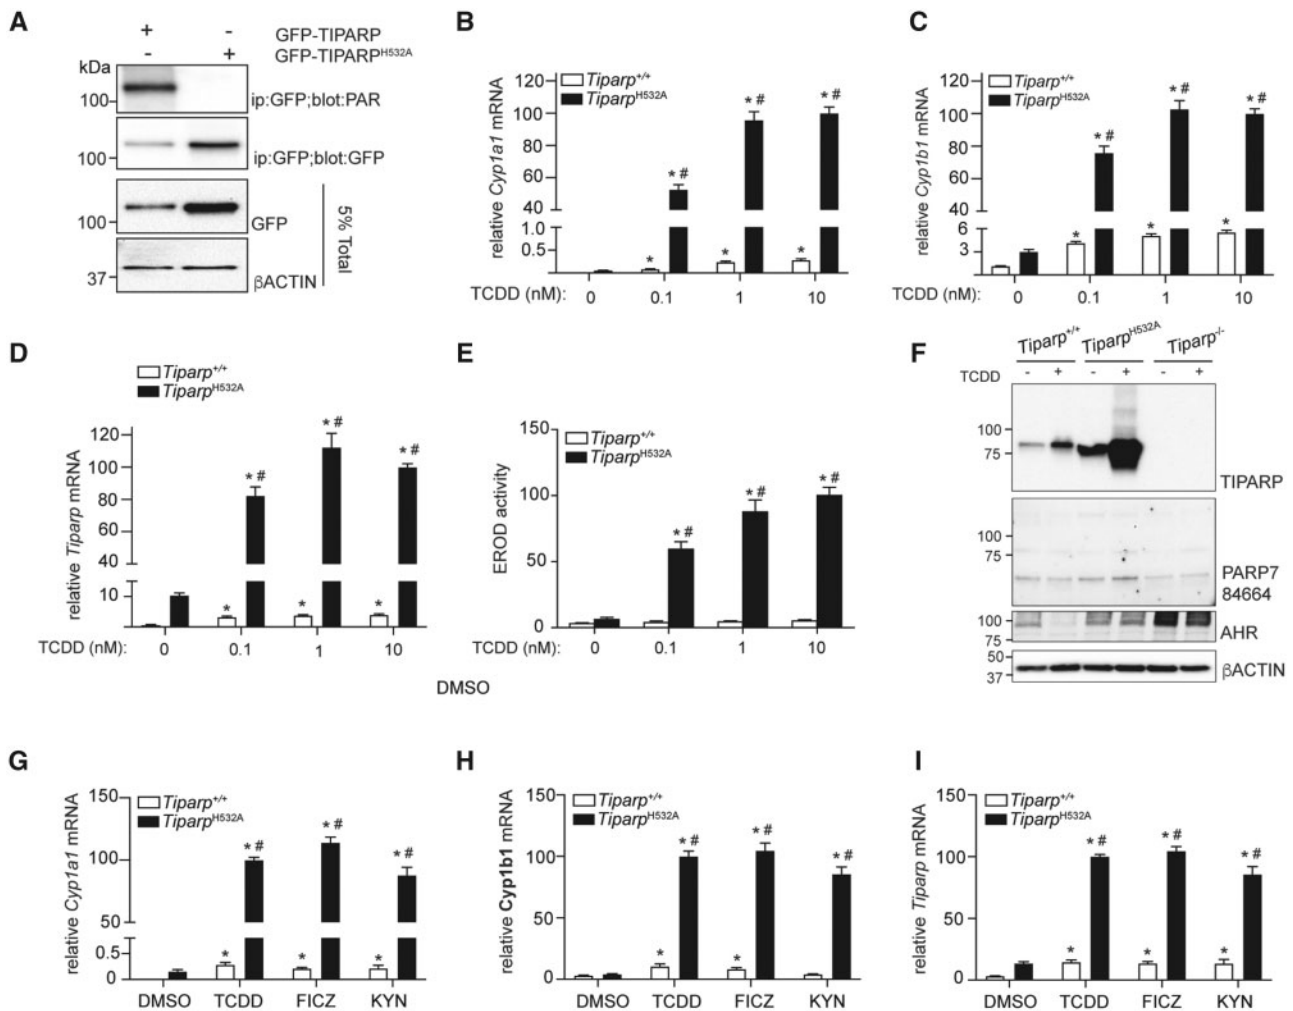 A
+ - GFP-TIPARP
- + GFP-TIPARPH532A
kDa
100
ip:GFP;blot:PAR
100
ip:GFP;blot:GFP
100
GFP
37
βACTIN
5% Total
B
Tiparp+/+
TiparpH532A
relative Cyp1a1 mRNA
120
100
80
60
40
1.0
0.5
* * #
* * #
* * #
TCDD (nM): 0 0.1 1 10
C
Tiparp+/+
TiparpH532A
relative Cyp1b1 mRNA
120
100
80
60
40
6
3
* * #
* * #
* * #
TCDD (nM): 0 0.1 1 10
D
Tiparp+/+
TiparpH532A
relative Tiparp mRNA
120
100
80
60
40
10
* * #
* * #
* * #
TCDD (nM): 0 0.1 1 10
E
Tiparp+/+
TiparpH532A
EROD activity
150
100
50
0
* #
* #
* #
TCDD (nM): 0 0.1 1 10
DMSO
F
Tiparp+/+ TiparpH532A Tiparp-/-
TCDD - + - + - +
100
75
TIPARP
100
75
PARP7
84664
100
75
AHR
50
37
βACTIN
G
Tiparp+/+
TiparpH532A
relative Cyp1a1 mRNA
150
100
50
0.5
0
* * #
* * #
* * #
DMSO TCDD FICZ KYN
H
Tiparp+/+
TiparpH532A
relative Cyp1b1 mRNA
150
100
50
0
* * #
* * #
* #
DMSO TCDD FICZ KYN
I
Tiparp+/+
TiparpH532A
relative Tiparp mRNA
150
100
50
0
* * #
* * #
* * #
DMSO TCDD FICZ KYN